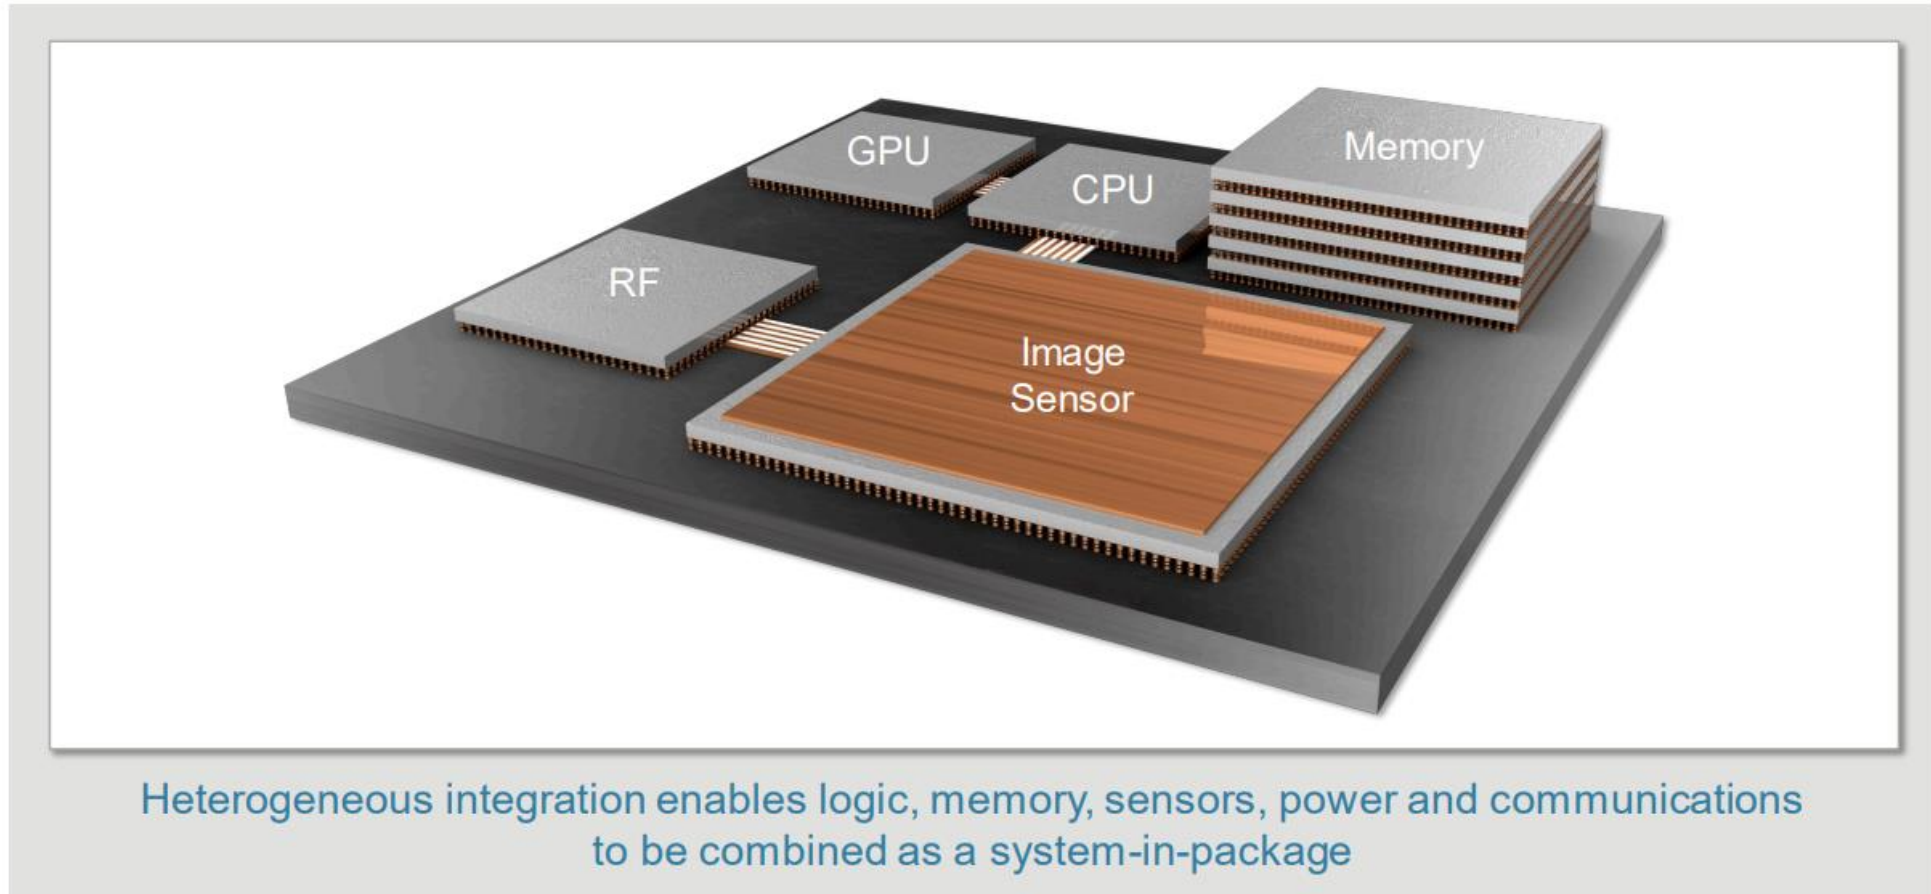 GPU
CPU
Memory
RF
Image
Sensor
Heterogeneous integration enables logic, memory, sensors, power and communications
to be combined as a system-in-package